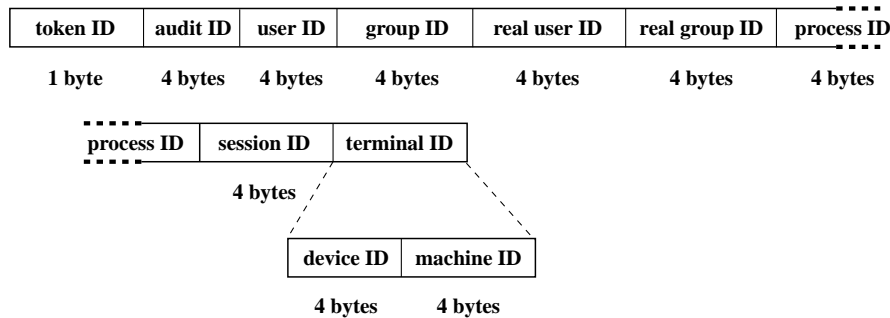 token ID audit ID user ID group ID real user ID real group ID process ID
1 byte 4 bytes 4 bytes 4 bytes 4 bytes 4 bytes 4 bytes
process ID session ID terminal ID
4 bytes
device ID machine ID
4 bytes 4 bytes